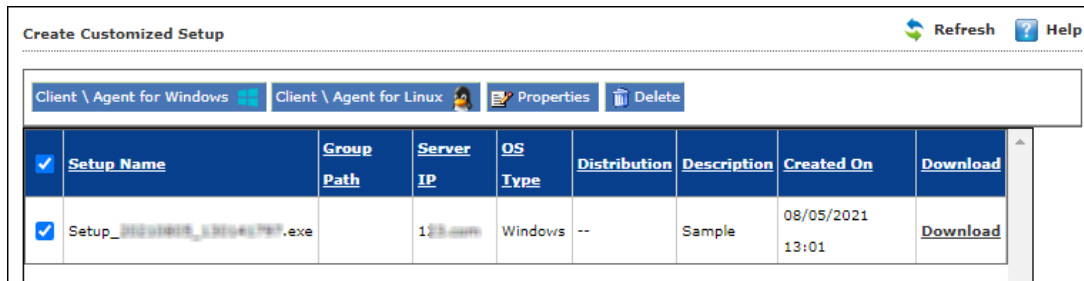 Create Customized Setup
Refresh
Help
Client \ Agent for Windows
Client \ Agent for Linux
Properties
Delete
Setup Name
Group Path
Server IP
OS Type
Distribution
Description
Created On
Download
Setup_ .exe
Windows
--
Sample
08/05/2021
13:01
Download